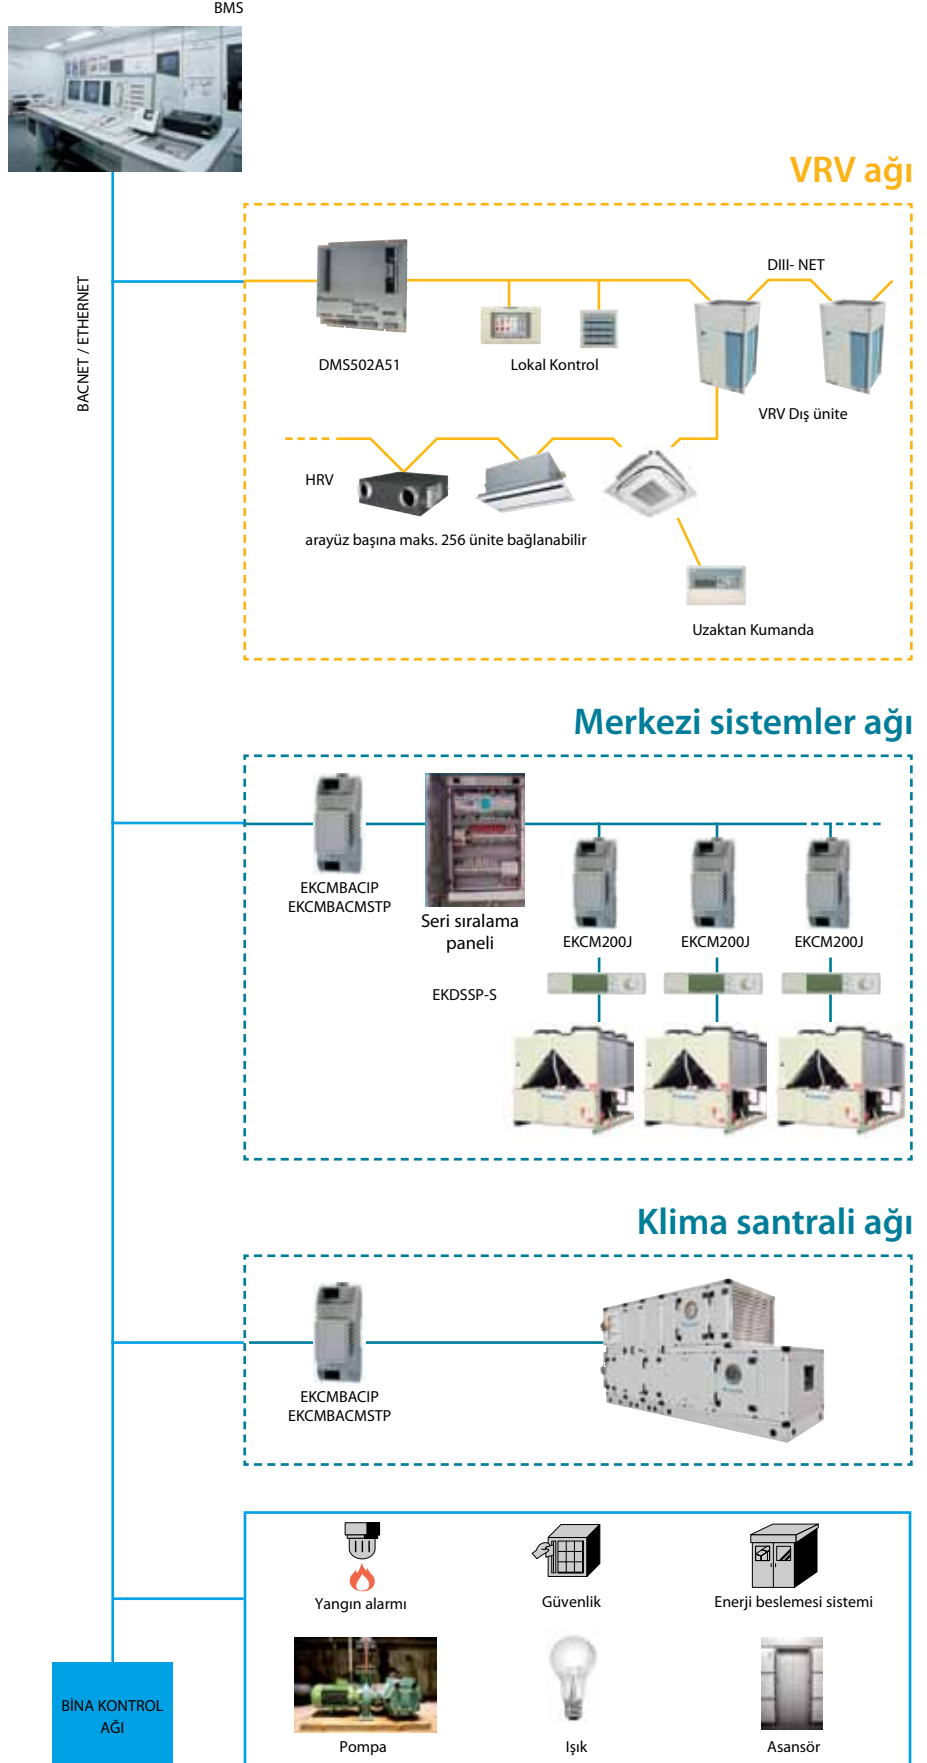 BMS
VRV ağı
BACNET / ETHERNET
DIII- NET
DMS502A51
Lokal Kontrol
VRV Dış ünite
HRV
arayüz başına maks. 256 ünite bağlanabilir
Uzaktan Kumanda
Merkezi sistemler ağı
EKCMBACIP
EKCMBACMSTP
Seri sıralama
paneli
EKCM200J
EKCM200J
EKCM200J
EKDSSP-S
Klima santrali ağı
EKCMBACIP
EKCMBACMSTP
Yangın alarmı
Güvenlik
Enerji beslemesi sistemi
BİNA KONTROL
AĞI
Pompa
Işık
Asansör